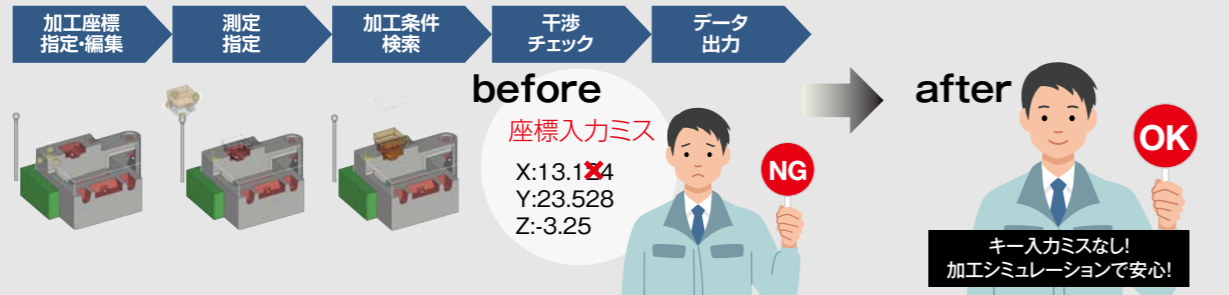 加工座標
指定・編集
測定
指定
加工条件
検索
干渉
チェック
データ
出力
before
座標入力ミス
X:13.124
Y:23.528
Z:-3.25
NG
after
OK
キー入力ミスなし!
加工シミュレーションで安心!